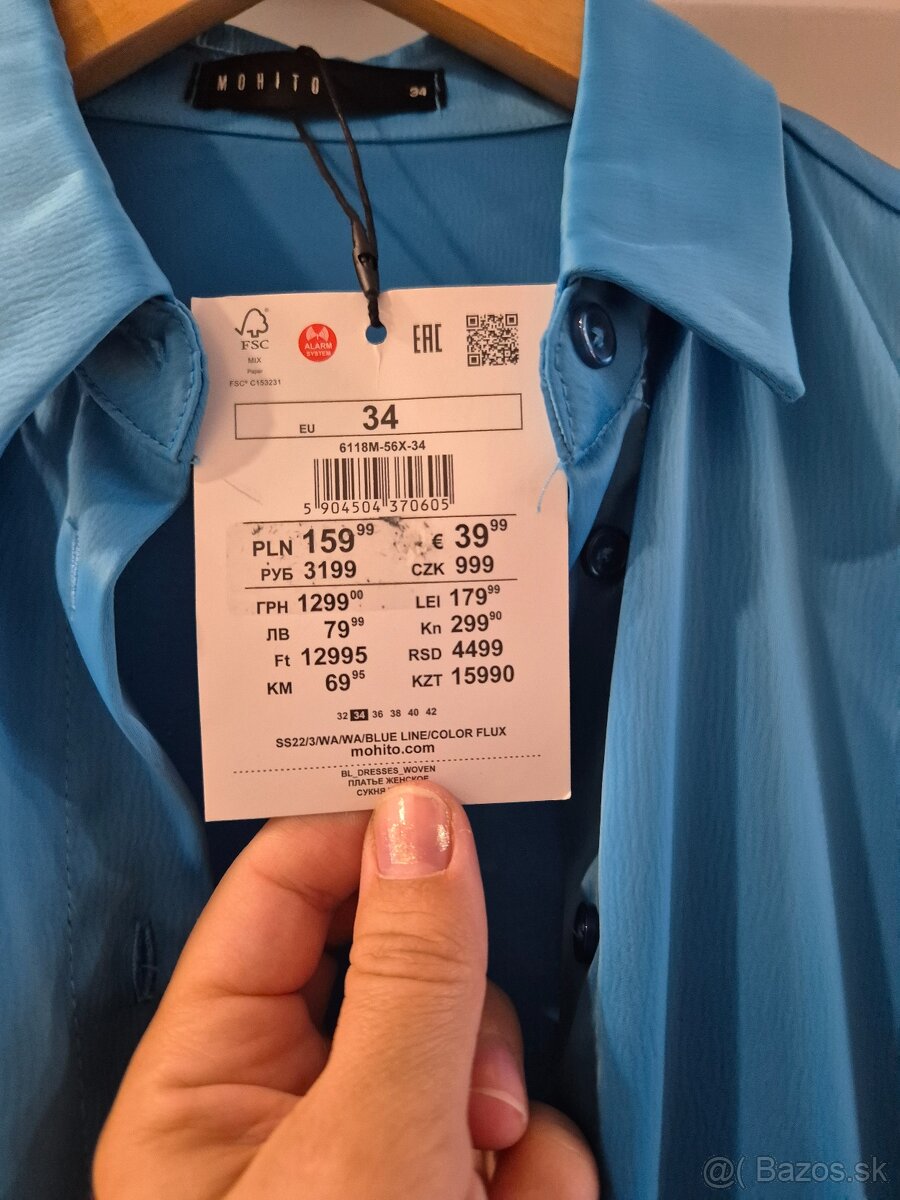 MOHITO 34
FSC®
MIX
Paper
FSC® C153231
ALARM
SYSTEM
EAC
EU 34
6118M-56X-34
5 904504 370605
PLN 159⁹⁹ € 39⁹⁹
РУБ 3199 CZK 999
ГРН 1299⁰⁰ LEI 179⁹⁹
ЛВ 79⁹⁹ Kn 299⁹⁰
Ft 12995 RSD 4499
KM 69⁹⁵ KZT 15990
32 34 36 38 40 42
SS22/3/WA/WA/BLUE LINE/COLOR FLUX
mohito.com
BL_DRESSES_WOVEN
ПЛАТЬЕ ЖЕНСКОЕ
СУКНЯ
@( Bazos.sk